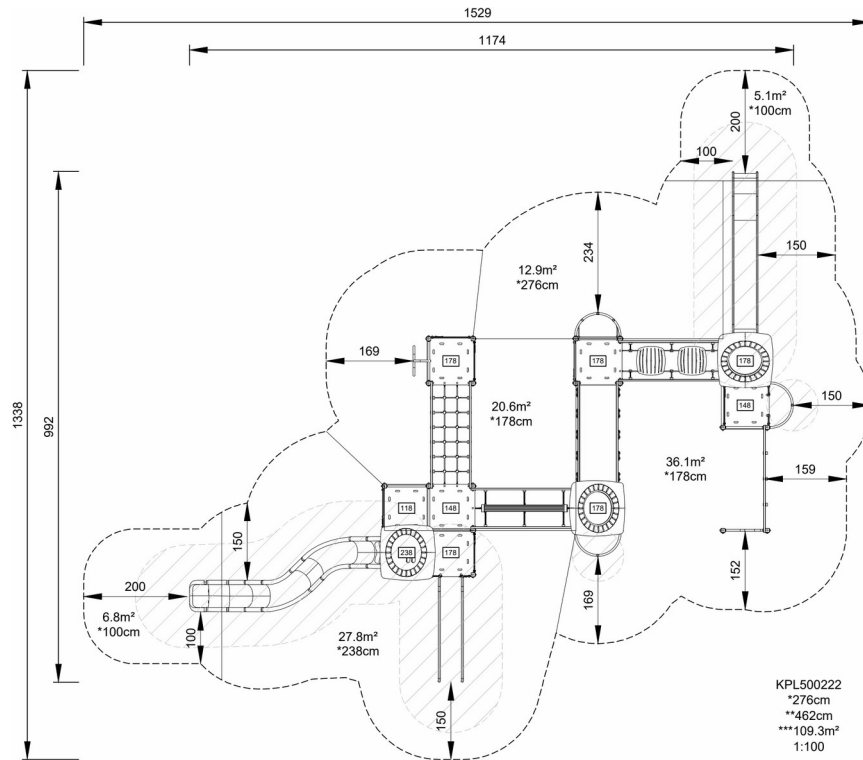 1529
1174
5.1m²
*100cm
200
100
150
234
12.9m²
*276cm
169
178
178
178
148
150
1338
992
20.6m²
*178cm
36.1m²
*178cm
159
118
148
178
238
178
150
152
200
6.8m²
*100cm
100
27.8m²
*238cm
169
150
KPL500222
*276cm
**462cm
***109.3m²
1:100